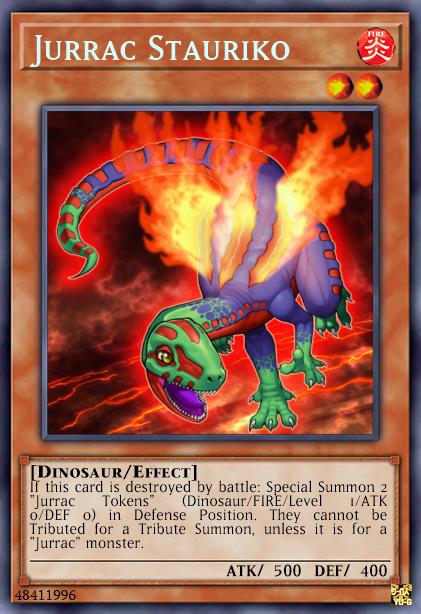 Jurrac Stauriko
FIRE
炎
[Dinosaur/Effect]
If this card is destroyed by battle: Special Summon 2
"Jurrac Tokens" (Dinosaur/FIRE/Level 1/ATK
0/DEF 0) in Defense Position. They cannot be
Tributed for a Tribute Summon, unless it is for a
"Jurrac" monster.
ATK/ 500 DEF/ 400
48411996